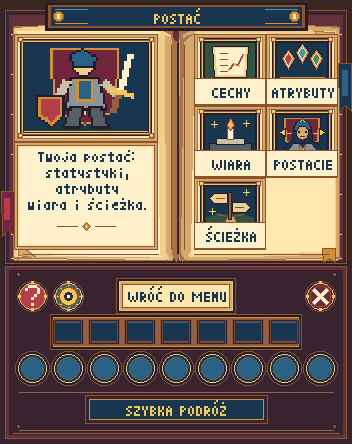 POSTAĆ
CECHY
ATRYBUTY
WIARA
POSTACIE
ŚCIEŻKA
Twoja postać:
statystyki,
atrybuty
wiara i ścieżka.
?
WRÓĆ DO MENU
X
SZYBKA PODRÓŻ